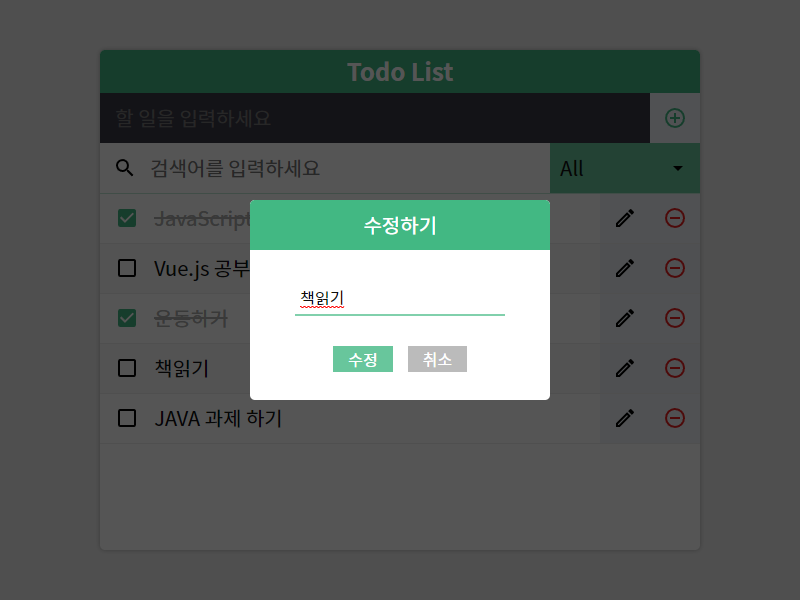 Todo List
할 일을 입력하세요
검색어를 입력하세요
All
JavaScript
Vue.js 공부
운동하기
책읽기
JAVA 과제 하기
수정하기
책읽기
수정
취소